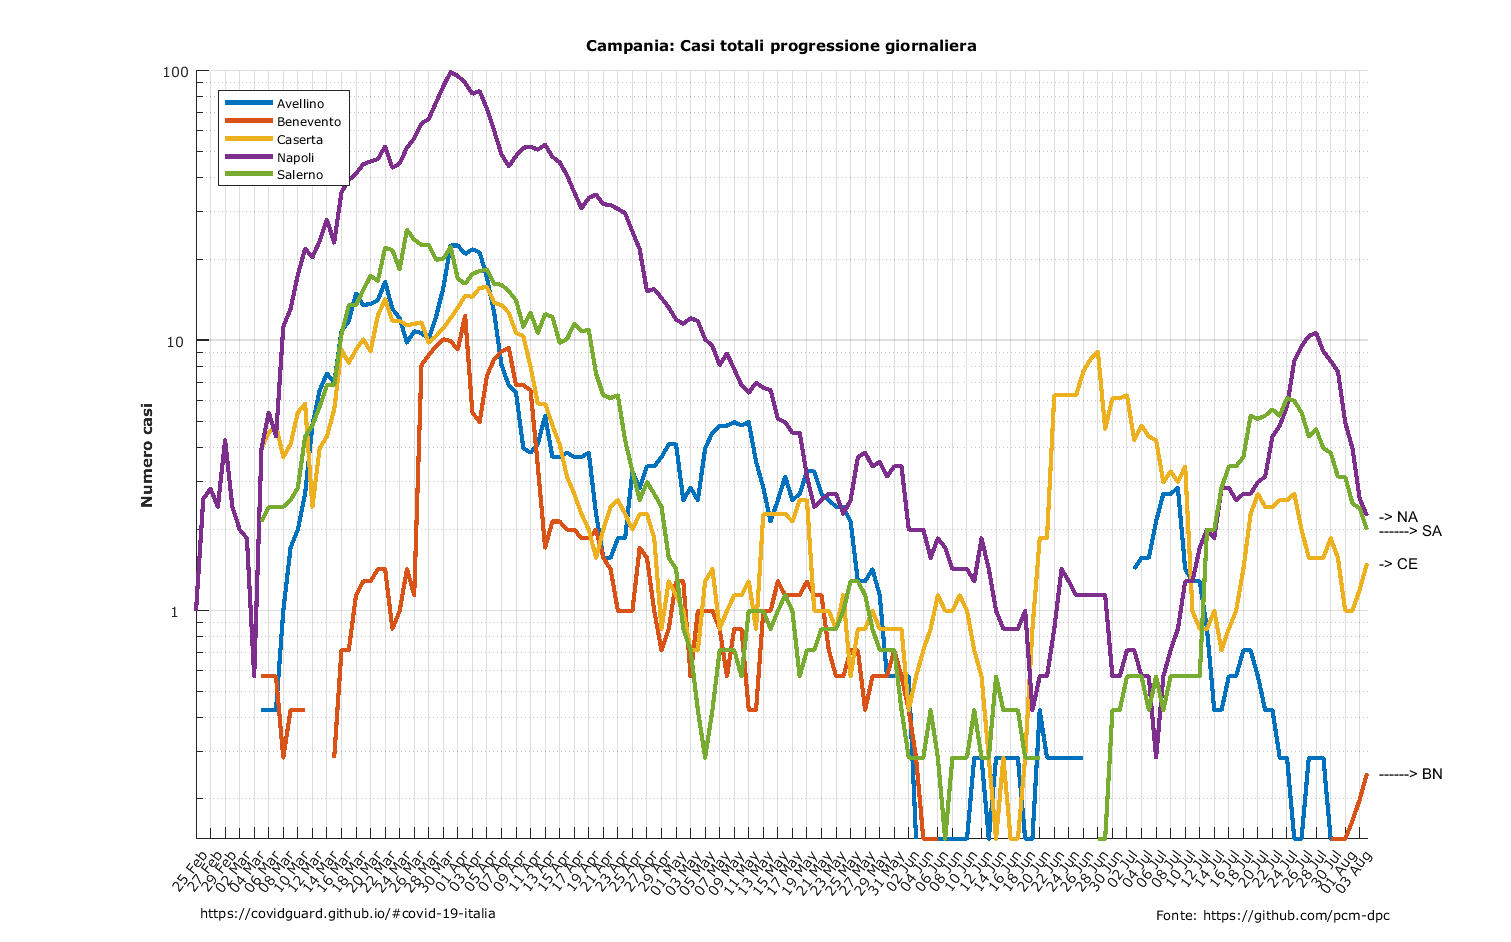 Campania: Casi totali progressione giornaliera
Numero casi
100
10
1
Avellino
Benevento
Caserta
Napoli
Salerno
-> NA
------> SA
-> CE
------> BN
25 Feb
27 Feb
29 Feb
02 Mar
04 Mar
06 Mar
08 Mar
10 Mar
12 Mar
14 Mar
16 Mar
18 Mar
20 Mar
22 Mar
24 Mar
26 Mar
28 Mar
30 Mar
01 Apr
03 Apr
05 Apr
07 Apr
09 Apr
11 Apr
13 Apr
15 Apr
17 Apr
19 Apr
21 Apr
23 Apr
25 Apr
27 Apr
29 Apr
01 May
03 May
05 May
07 May
09 May
11 May
13 May
15 May
17 May
19 May
21 May
23 May
25 May
27 May
29 May
31 May
02 Jun
04 Jun
06 Jun
08 Jun
10 Jun
12 Jun
14 Jun
16 Jun
18 Jun
20 Jun
22 Jun
24 Jun
26 Jun
28 Jun
30 Jun
02 Jul
04 Jul
06 Jul
08 Jul
10 Jul
12 Jul
14 Jul
16 Jul
18 Jul
20 Jul
22 Jul
24 Jul
26 Jul
28 Jul
30 Jul
01 Aug
03 Aug
https://covidguard.github.io/#covid-19-italia
Fonte: https://github.com/pcm-dpc